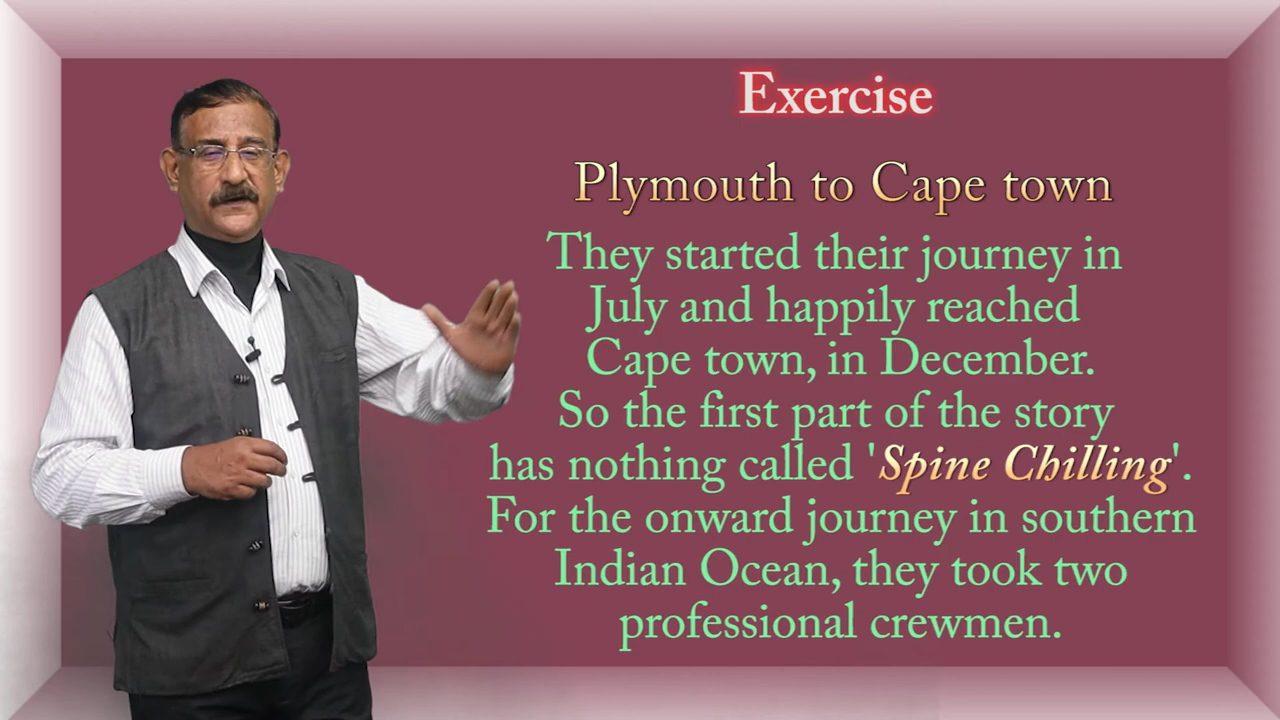 Exercise
Plymouth to Cape town
They started their journey in
July and happily reached
Cape town, in December.
So the first part of the story
has nothing called 'Spine Chilling'.
For the onward journey in southern
Indian Ocean, they took two
professional crewmen.